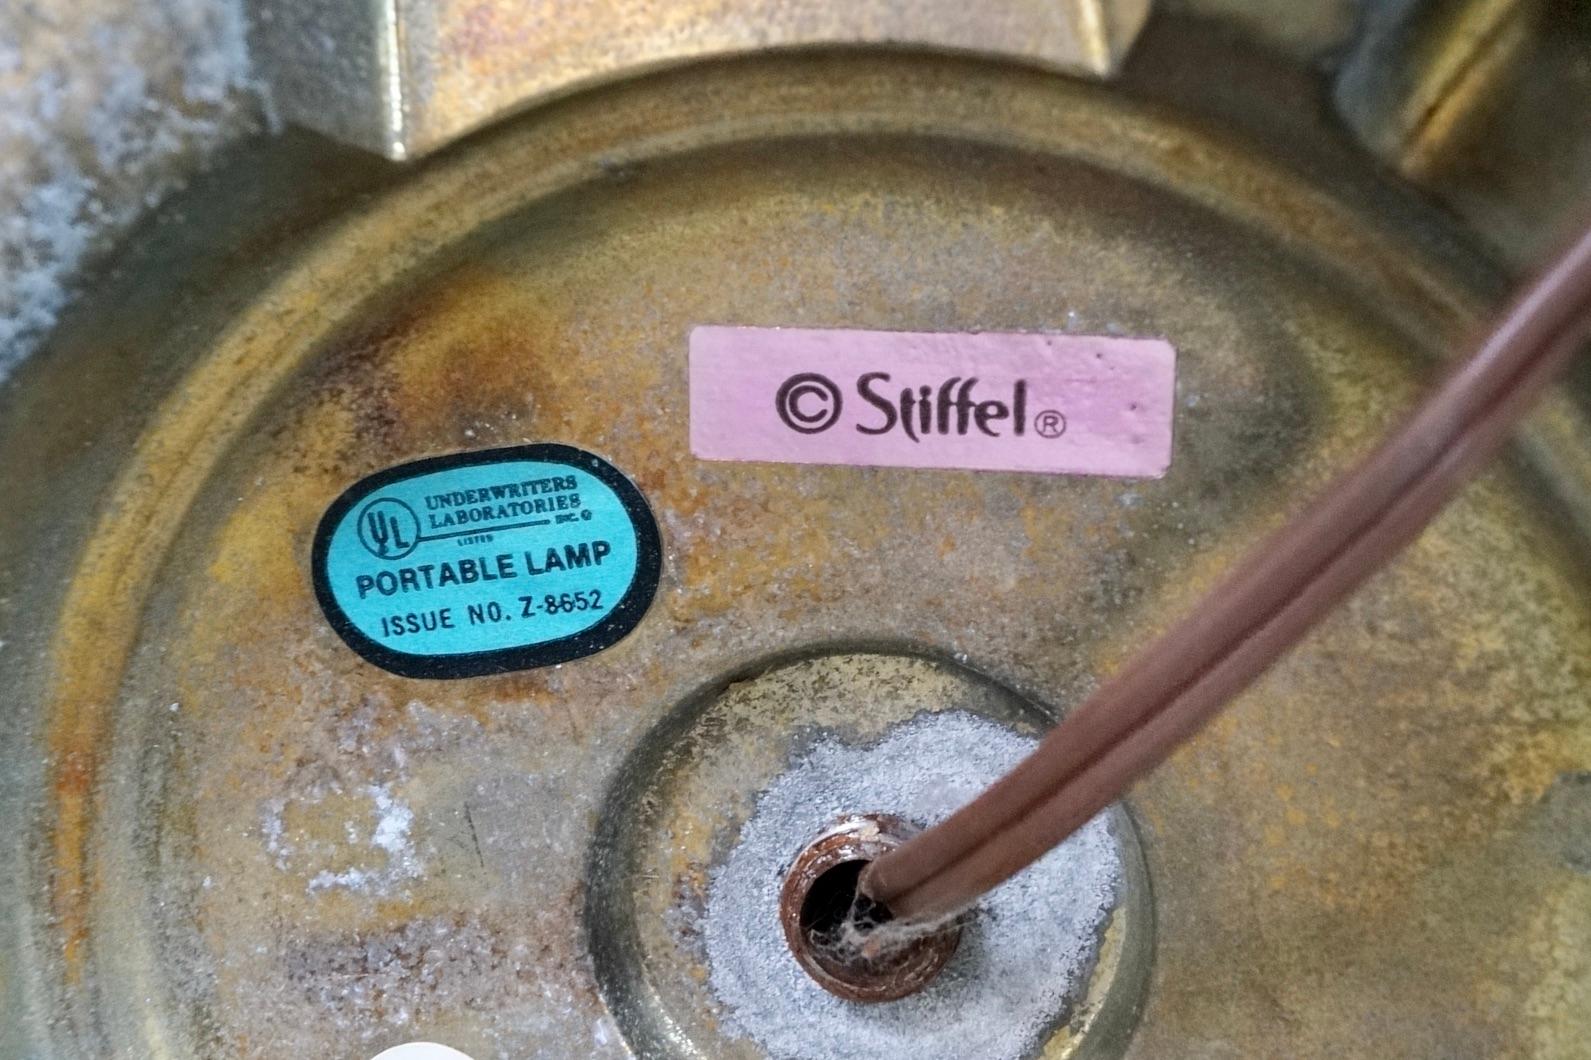 © Stiffel®
UL
UNDERWRITERS
LABORATORIES
INC. ®
LISTED
PORTABLE LAMP
ISSUE NO. Z-8652